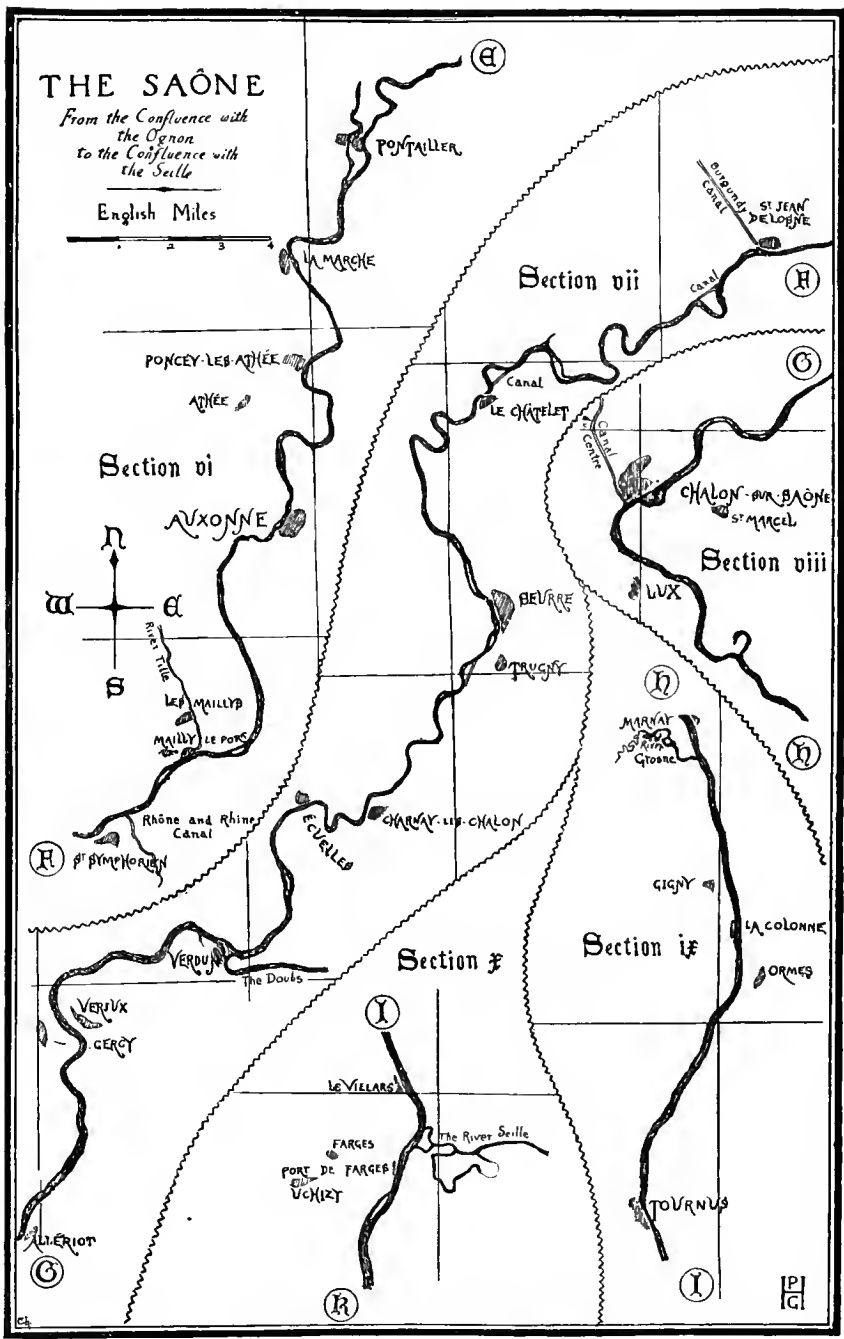 THE SAÔNE
From the Confluence with
the Ognon
to the Confluence with
the Seille
English Miles
1 2 3 4
E
PONTAILLER
LA MARCHE
PONCEY-LES-ATHÉE
ATHÉE
Section vi
AUXONNE
N
W E
S
River Tille
LES MAILLYS
MAILLY LE PORT
Rhône and Rhine
Canal
ST SYMPHORIEN
F
Section vii
Burgundy
Canal
ST JEAN
DE LOSNE
F
Canal
Canal
LE CHÂTELET
SEURRE
TRUGNY
CHARNAY-LES-CHALON
ÉCUELLES
VERDUN
The Doubs
VERJUX
GERGY
ALLÉRIOT
G
G
Canal
du Centre
CHALON-SUR-SAÔNE
ST MARCEL
Section viii
LUX
H
H
MARNAY
River
Grosne
GIGNY
LA COLONNE
Section ix
ORMES
TOURNUS
I
Section x
I
LE VILLARS
The River Seille
FARGES
PORT DE FARGES
UCHIZY
K
HPG